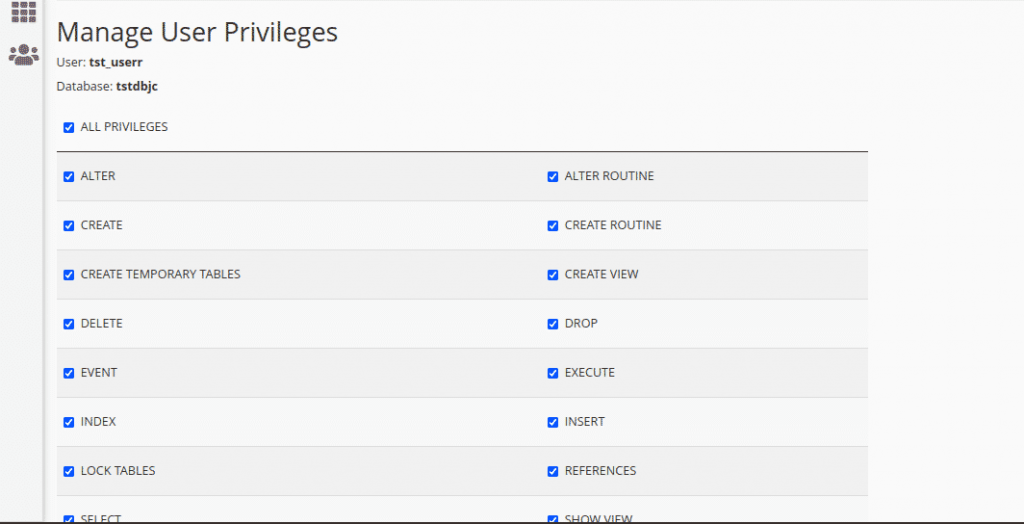 Manage User Privileges
User: tst_userr
Database: tstdbjc
ALL PRIVILEGES
ALTER ALTER ROUTINE
CREATE CREATE ROUTINE
CREATE TEMPORARY TABLES CREATE VIEW
DELETE DROP
EVENT EXECUTE
INDEX INSERT
LOCK TABLES REFERENCES
SELECT SHOW VIEW